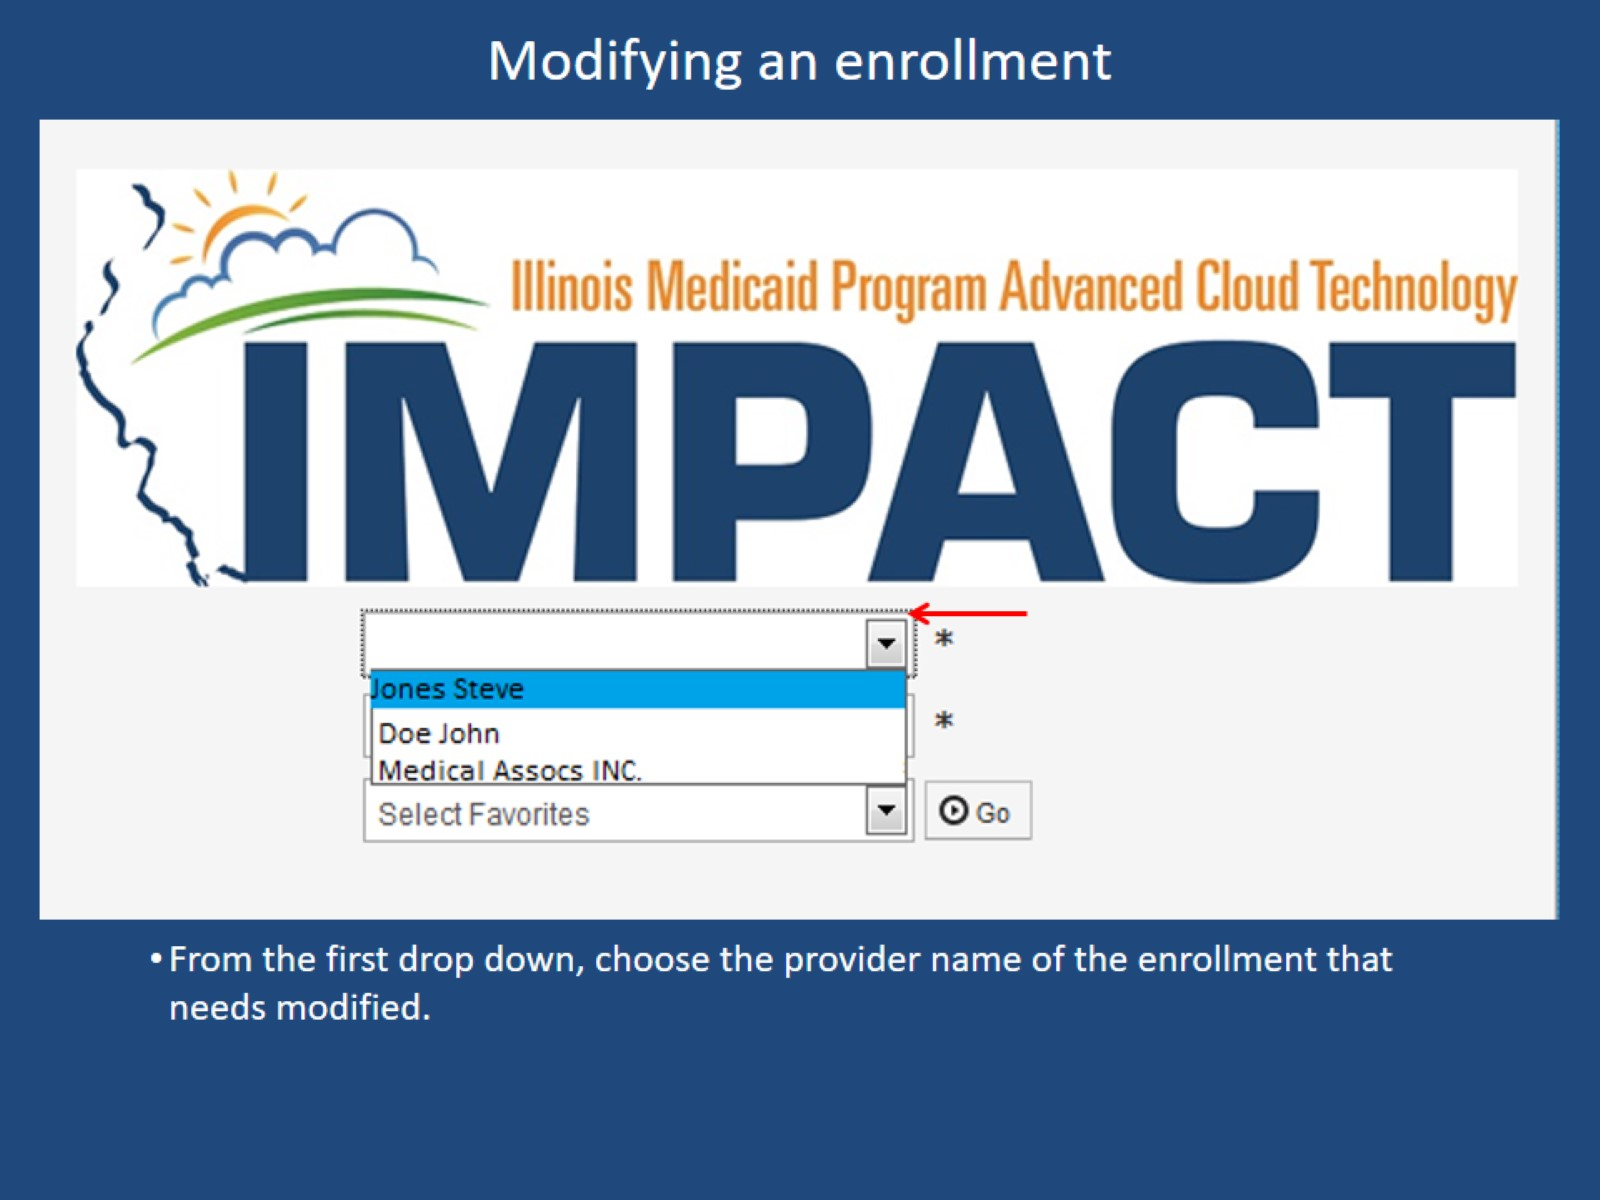 Modifying an enrollment
Illinois Medicaid Program Advanced Cloud Technology
IMPACT
*
Jones Steve
*
Doe John
Medical Assocs INC.
Select Favorites
Go
• From the first drop down, choose the provider name of the enrollment that
needs modified.